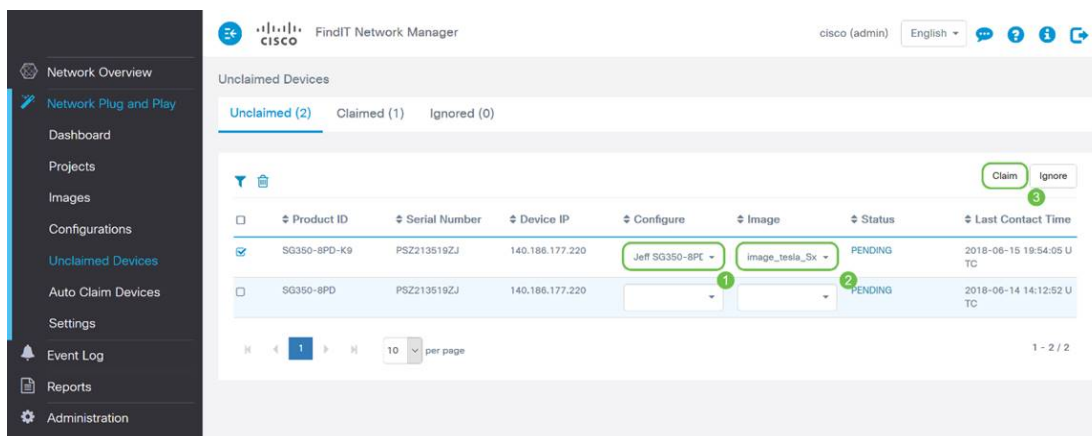 CISCO
FindIT Network Manager
cisco (admin)
English
Network Overview
Network Plug and Play
Dashboard
Projects
Images
Configurations
Unclaimed Devices
Auto Claim Devices
Settings
Event Log
Reports
Administration
Unclaimed Devices
Unclaimed (2) Claimed (1) Ignored (0)
Claim Ignore
3
Product ID Serial Number Device IP Configure Image Status Last Contact Time
SG350-8PD-K9 PSZ213519ZJ 140.186.177.220 Jeff SG350-8PD image_tesla_Sx PENDING 2018-06-15 19:54:05 U
TC
1 2
SG350-8PD PSZ213519ZJ 140.186.177.220 PENDING 2018-06-14 14:12:52 U
TC
1 10 per page 1 - 2 / 2